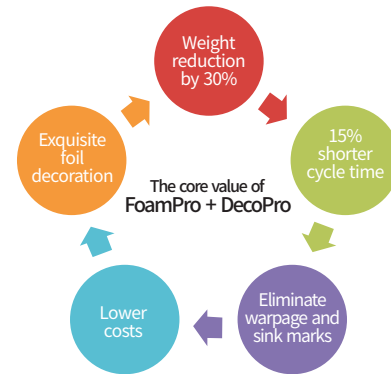 Weight
reduction
by 30%
15%
shorter
cycle time
Eliminate
warpage and
sink marks
Lower
costs
Exquisite
foil
decoration
The core value of
FoamPro + DecoPro